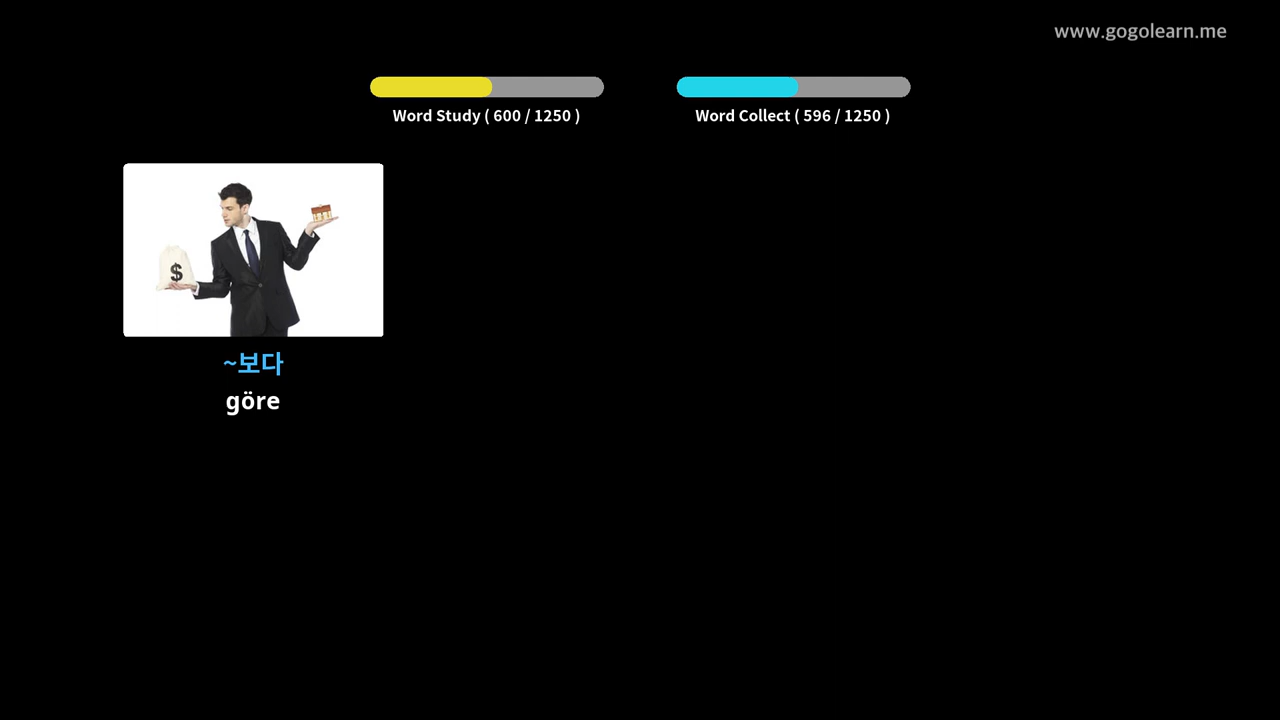 www.gogolearn.me
Word Study ( 600 / 1250 )
Word Collect ( 596 / 1250 )
$
~보다
göre